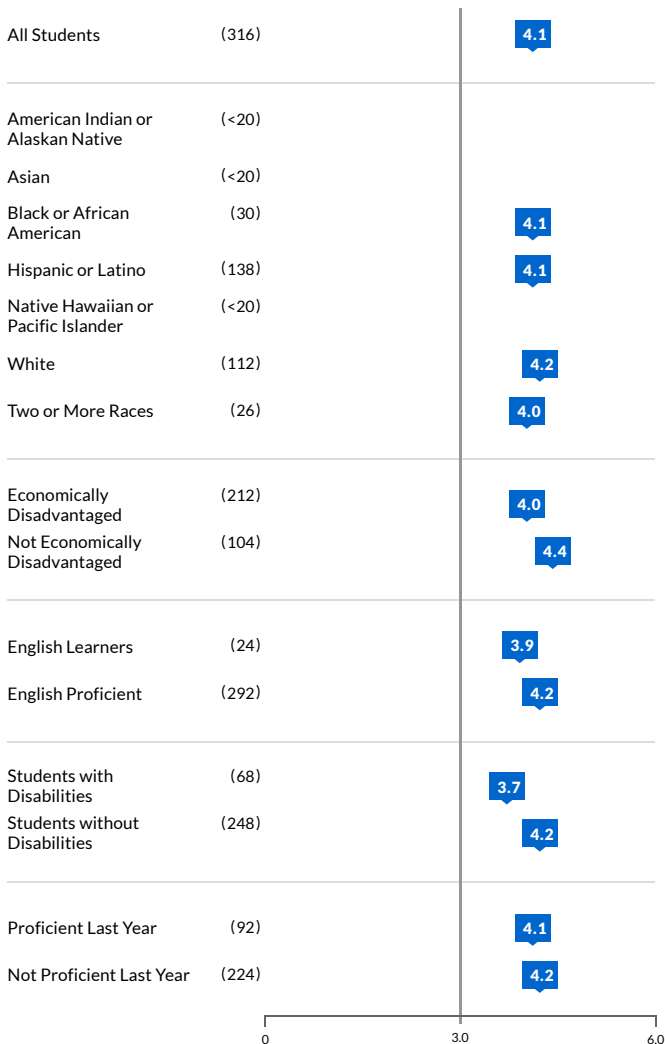 All Students (316) 4.1
American Indian or (<20)
Alaskan Native
Asian (<20)
Black or African (30) 4.1
American
Hispanic or Latino (138) 4.1
Native Hawaiian or (<20)
Pacific Islander
White (112) 4.2
Two or More Races (26) 4.0
Economically (212) 4.0
Disadvantaged
Not Economically (104) 4.4
Disadvantaged
English Learners (24) 3.9
English Proficient (292) 4.2
Students with (68) 3.7
Disabilities
Students without (248) 4.2
Disabilities
Proficient Last Year (92) 4.1
Not Proficient Last Year (224) 4.2
0 3.0 6.0